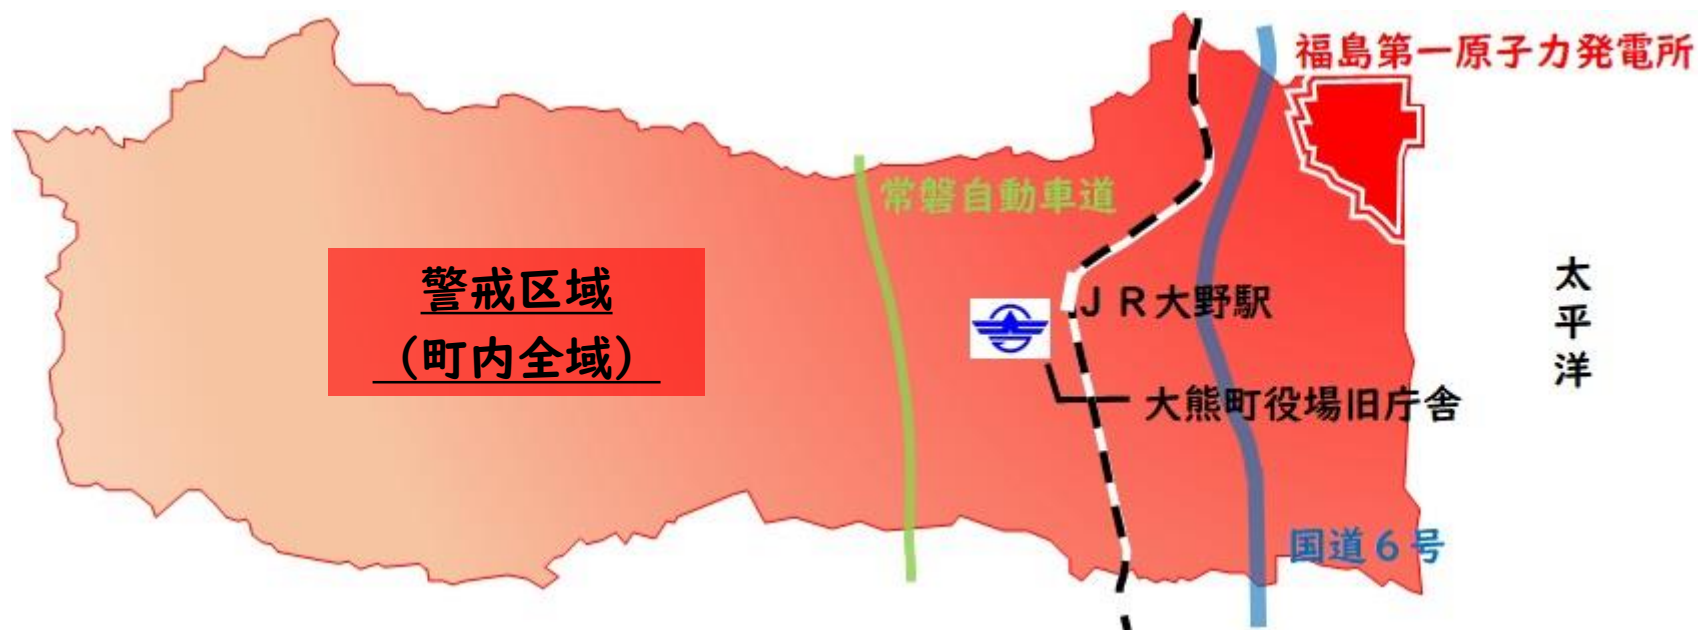 福島第一原子力発電所
常磐自動車道
警戒区域
（町内全域）
ＪＲ大野駅
太平洋
大熊町役場旧庁舎
国道６号